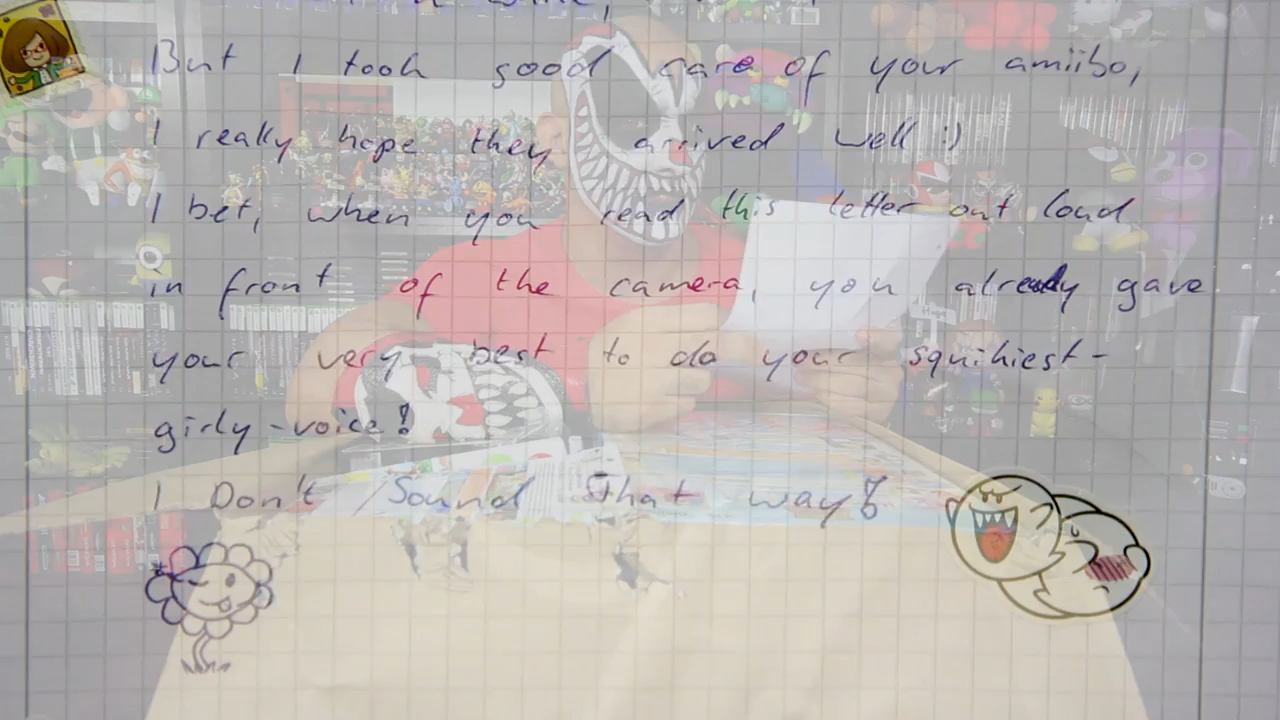 But I took good care of your amiibo,
I really hope they arrived well :)
I bet, when you read this letter out loud
in front of the camera, you already gave
your very best to do your squikiest-
girly-voice!
I Don't Sound that way!